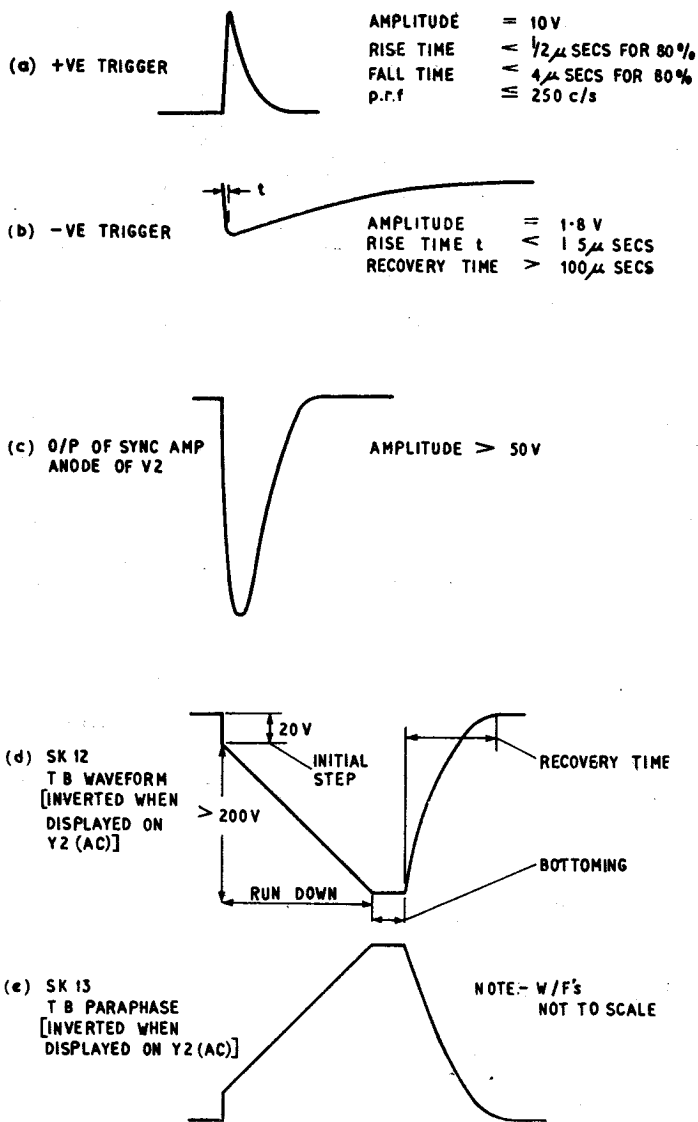 AMPLITUDE = 10V
(a) +VE TRIGGER
RISE TIME < 1/2 μ SECS FOR 80%
FALL TIME < 4 μ SECS FOR 80%
p.r.f ≦ 250 c/s
t
(b) -VE TRIGGER
AMPLITUDE = 1·8 V
RISE TIME t < 1 5 μ SECS
RECOVERY TIME > 100 μ SECS
(c) O/P OF SYNC AMP
ANODE OF V2
AMPLITUDE > 50V
20V
INITIAL
STEP
RECOVERY TIME
(d) SK 12
T B WAVEFORM
[INVERTED WHEN
DISPLAYED ON
Y2 (AC)]
> 200V
BOTTOMING
RUN DOWN
(e) SK 13
T B PARAPHASE
[INVERTED WHEN
DISPLAYED ON Y2 (AC)]
NOTE:- W/F's
NOT TO SCALE